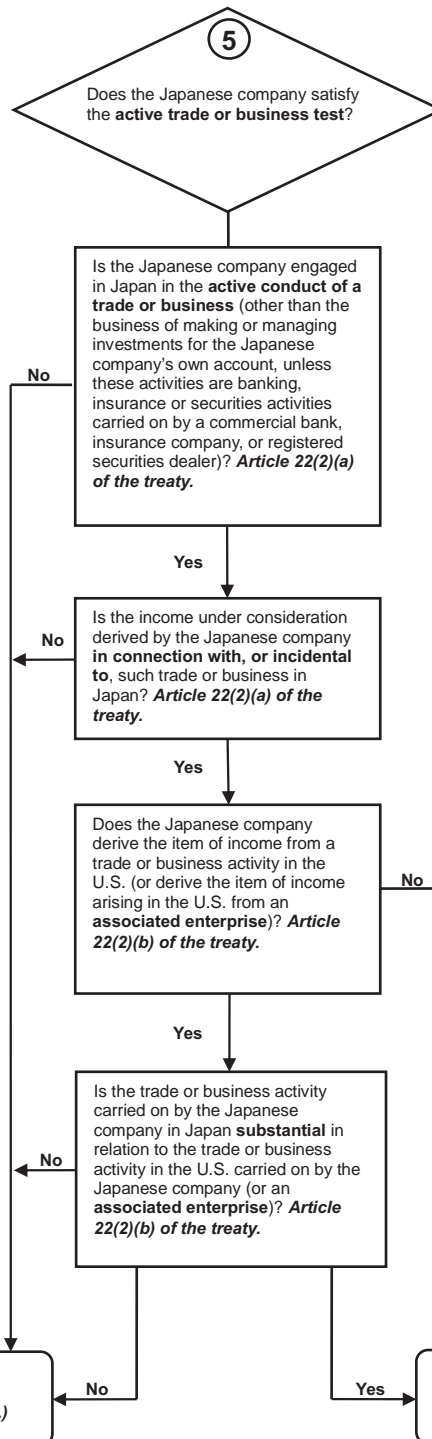 5
Does the Japanese company satisfy
the active trade or business test?
Is the Japanese company engaged
in Japan in the active conduct of a
trade or business (other than the
business of making or managing
investments for the Japanese
company's own account, unless
these activities are banking,
insurance or securities activities
carried on by a commercial bank,
insurance company, or registered
securities dealer)? Article 22(2)(a)
of the treaty.
No
Yes
Is the income under consideration
derived by the Japanese company
in connection with, or incidental
to, such trade or business in
Japan? Article 22(2)(a) of the
treaty.
No
Yes
Does the Japanese company
derive the item of income from a
trade or business activity in the
U.S. (or derive the item of income
arising in the U.S. from an
associated enterprise)? Article
22(2)(b) of the treaty.
No
Yes
Is the trade or business activity
carried on by the Japanese
company in Japan substantial in
relation to the trade or business
activity in the U.S. carried on by the
Japanese company (or an
associated enterprise)? Article
22(2)(b) of the treaty.
No
No
Yes